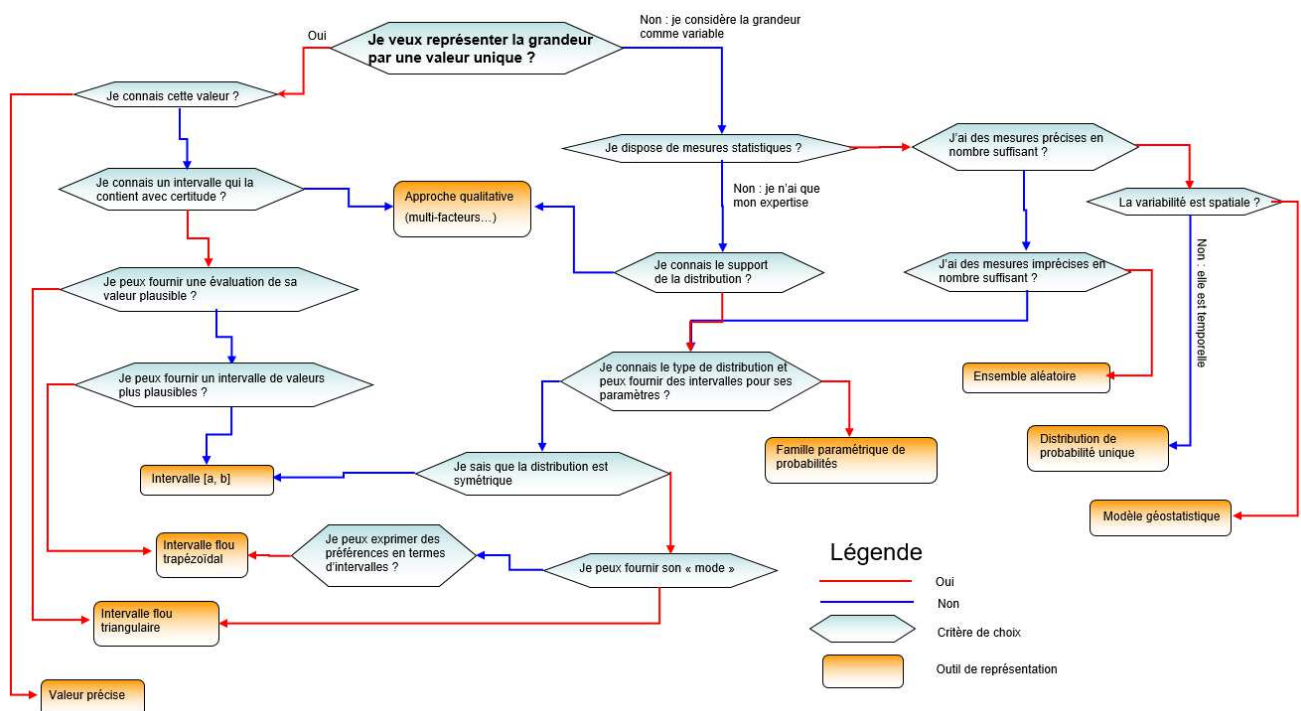 Non : je considère la grandeur
comme variable
Oui
Je veux représenter la grandeur
par une valeur unique ?
Je connais cette valeur ?
Je dispose de mesures statistiques ?
J'ai des mesures précises en
nombre suffisant ?
Je connais un intervalle qui la
contient avec certitude ?
Approche qualitative
(multi-facteurs…)
Non : je n'ai que
mon expertise
La variabilité est spatiale ?
Non : elle est temporelle
Je peux fournir une évaluation de sa
valeur plausible ?
Je connais le support
de la distribution ?
J'ai des mesures imprécises en
nombre suffisant ?
Je peux fournir un intervalle de valeurs
plus plausibles ?
Je connais le type de distribution et
peux fournir des intervalles pour ses
paramètres ?
Ensemble aléatoire
Famille paramétrique de
probabilités
Distribution de
probabilité unique
Intervalle [a, b]
Je sais que la distribution est
symétrique
Modèle géostatistique
Intervalle flou
trapézoïdal
Je peux exprimer des
préférences en termes
d'intervalles ?
Je peux fournir son « mode »
Légende
Oui
Non
Critère de choix
Outil de représentation
Intervalle flou
triangulaire
Valeur précise